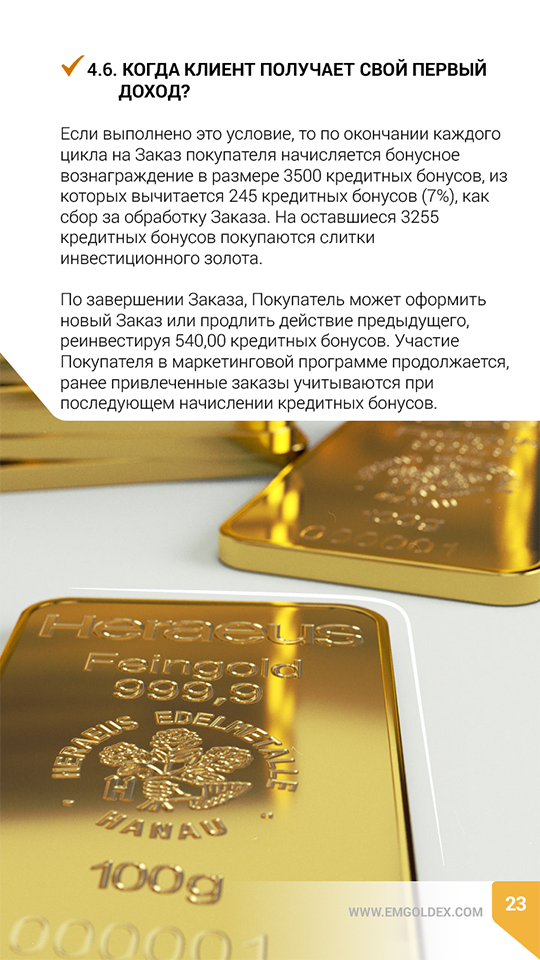 4.6. КОГДА КЛИЕНТ ПОЛУЧАЕТ СВОЙ ПЕРВЫЙ
ДОХОД?
Если выполнено это условие, то по окончании каждого
цикла на Заказ покупателя начисляется бонусное
вознаграждение в размере 3500 кредитных бонусов, из
которых вычитается 245 кредитных бонусов (7%), как
сбор за обработку Заказа. На оставшиеся 3255
кредитных бонусов покупаются слитки
инвестиционного золота.
По завершении Заказа, Покупатель может оформить
новый Заказ или продлить действие предыдущего,
реинвестируя 540,00 кредитных бонусов. Участие
Покупателя в маркетинговой программе продолжается,
ранее привлеченные заказы учитываются при
последующем начислении кредитных бонусов.
100g
000001
Heraeus
Feingold
999,9
HERAEUS EDELMETALLE
H
HANAU
100g
000001
WWW.EMGOLDEX.COM
23